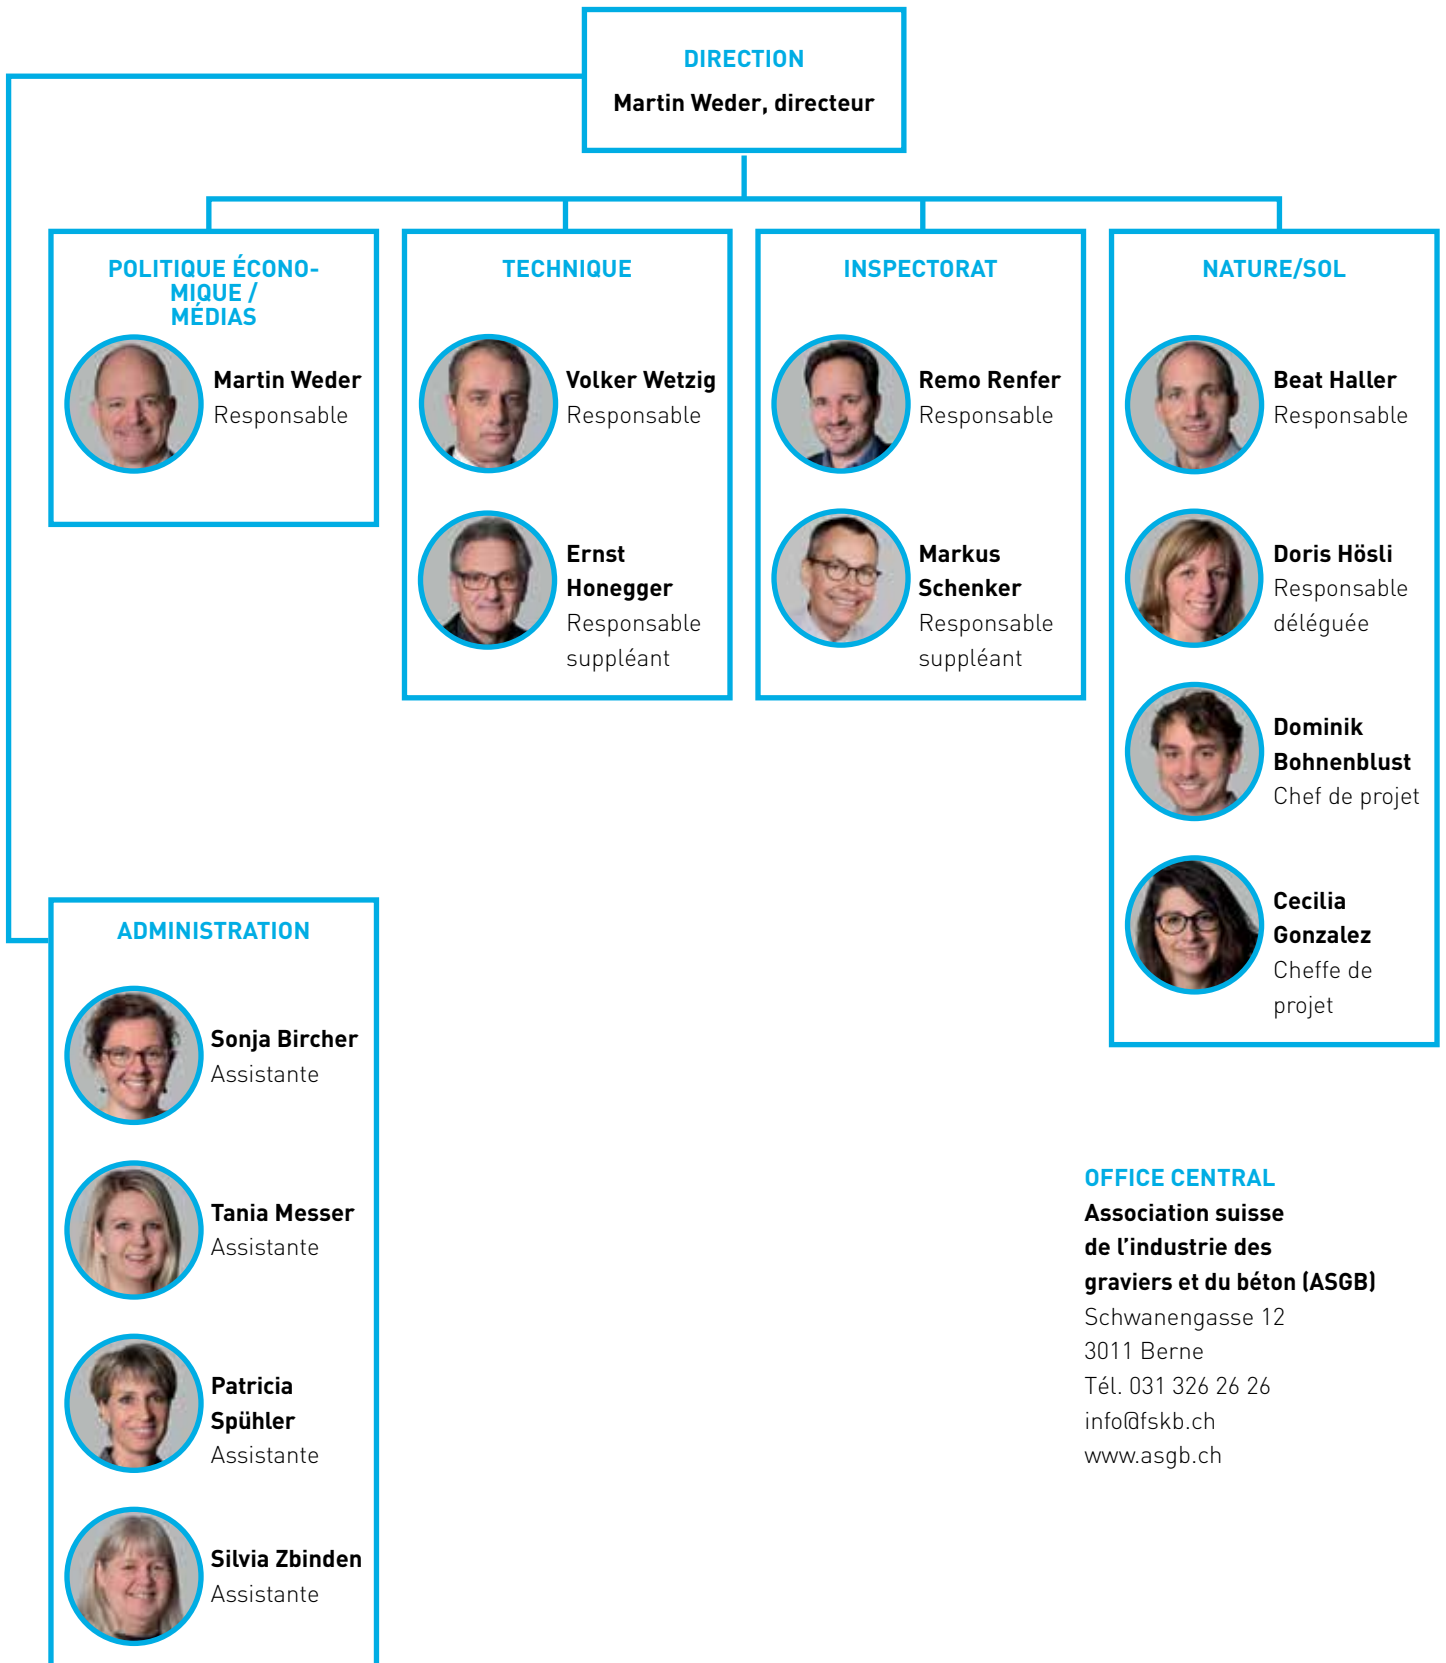 DIRECTION
Martin Weder, directeur
POLITIQUE ÉCONO-
MIQUE /
MÉDIAS
Martin Weder
Responsable
TECHNIQUE
Volker Wetzig
Responsable
Ernst
Honegger
Responsable
suppléant
INSPECTORAT
Remo Renfer
Responsable
Markus
Schenker
Responsable
suppléant
NATURE/SOL
Beat Haller
Responsable
Doris Hösli
Responsable
déléguée
Dominik
Bohnenblust
Chef de projet
Cecilia
Gonzalez
Cheffe de
projet
ADMINISTRATION
Sonja Bircher
Assistante
Tania Messer
Assistante
Patricia
Spühler
Assistante
Silvia Zbinden
Assistante
OFFICE CENTRAL
Association suisse
de l’industrie des
graviers et du béton (ASGB)
Schwanengasse 12
3011 Berne
Tél. 031 326 26 26
info@fskb.ch
www.asgb.ch